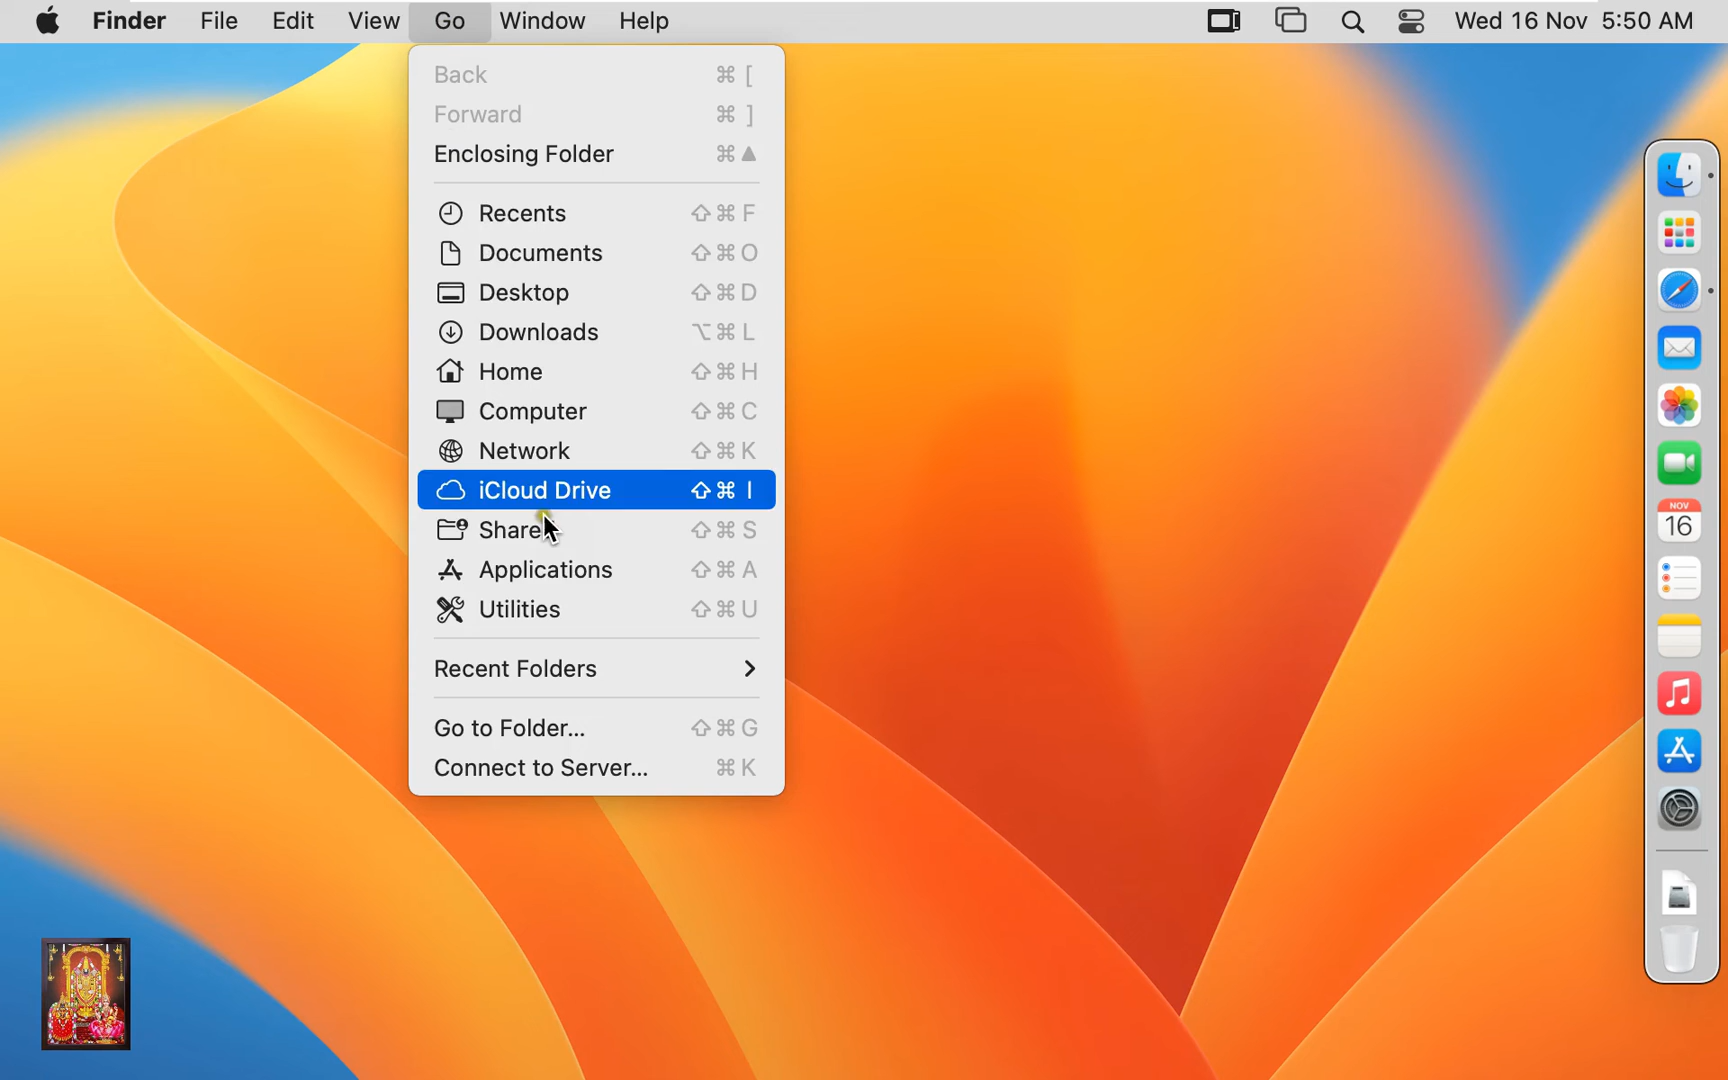 Finder File Edit View Go Window Help Wed 16 Nov 5:50 AM
Back ⌘ [
Forward ⌘ ]
Enclosing Folder ⌘ ▲
Recents ⇧ ⌘ F
Documents ⇧ ⌘ O
Desktop ⇧ ⌘ D
Downloads ⌥ ⌘ L
Home ⇧ ⌘ H
Computer ⇧ ⌘ C
Network ⇧ ⌘ K
iCloud Drive ⇧ ⌘ I
Share ⇧ ⌘ S
Applications ⇧ ⌘ A
Utilities ⇧ ⌘ U
Recent Folders >
Go to Folder... ⇧ ⌘ G
Connect to Server... ⌘ K
NOV
16